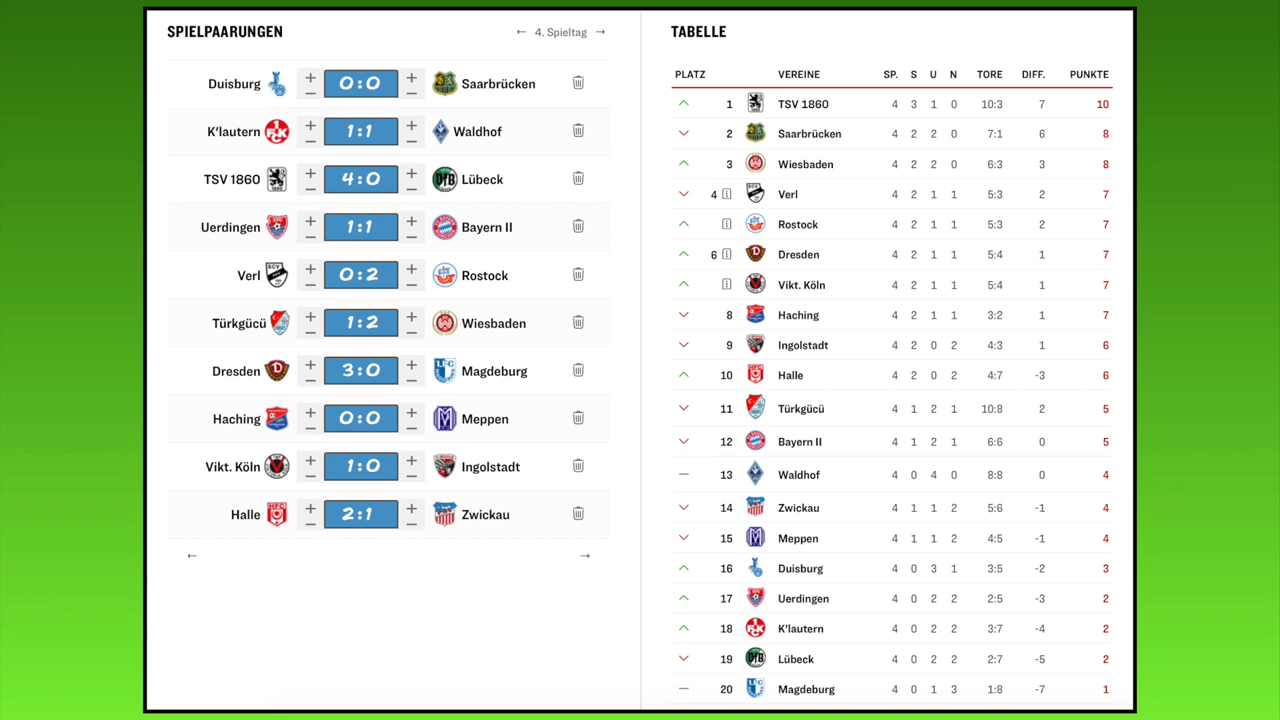 SPIELPAARUNGEN
← 4. Spieltag →
Duisburg + − 0:0 + − Saarbrücken
K'lautern + − 1:1 + − Waldhof
TSV 1860 + − 4:0 + − Lübeck
Uerdingen + − 1:1 + − Bayern II
Verl + − 0:2 + − Rostock
Türkgücü + − 1:2 + − Wiesbaden
Dresden + − 3:0 + − Magdeburg
Haching + − 0:0 + − Meppen
Vikt. Köln + − 1:0 + − Ingolstadt
Halle + − 2:1 + − Zwickau
← →
TABELLE
PLATZ VEREINE SP. S U N TORE DIFF. PUNKTE
1 TSV 1860 4 3 1 0 10:3 7 10
2 Saarbrücken 4 2 2 0 7:1 6 8
3 Wiesbaden 4 2 2 0 6:3 3 8
4 i Verl 4 2 1 1 5:3 2 7
i Rostock 4 2 1 1 5:3 2 7
6 i Dresden 4 2 1 1 5:4 1 7
i Vikt. Köln 4 2 1 1 5:4 1 7
8 Haching 4 2 1 1 3:2 1 7
9 Ingolstadt 4 2 0 2 4:3 1 6
10 Halle 4 2 0 2 4:7 -3 6
11 Türkgücü 4 1 2 1 10:8 2 5
12 Bayern II 4 1 2 1 6:6 0 5
13 Waldhof 4 0 4 0 8:8 0 4
14 Zwickau 4 1 1 2 5:6 -1 4
15 Meppen 4 1 1 2 4:5 -1 4
16 Duisburg 4 0 3 1 3:5 -2 3
17 Uerdingen 4 0 2 2 2:5 -3 2
18 K'lautern 4 0 2 2 3:7 -4 2
19 Lübeck 4 0 2 2 2:7 -5 2
20 Magdeburg 4 0 1 3 1:8 -7 1